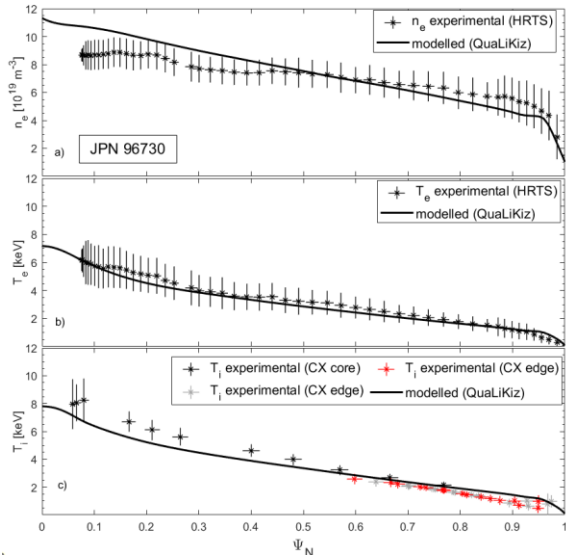 12
10
8
6
4
2
n_e [10^19 m^-3]
n_e experimental (HRTS)
modelled (QuaLiKiz)
JPN 96730
a)
12
10
8
6
4
2
T_e [keV]
T_e experimental (HRTS)
modelled (QuaLiKiz)
b)
12
10
8
6
4
2
T_i [keV]
T_i experimental (CX core) T_i experimental (CX edge)
T_i experimental (CX edge) modelled (QuaLiKiz)
c)
0 0.1 0.2 0.3 0.4 0.5 0.6 0.7 0.8 0.9 1
Ψ_N